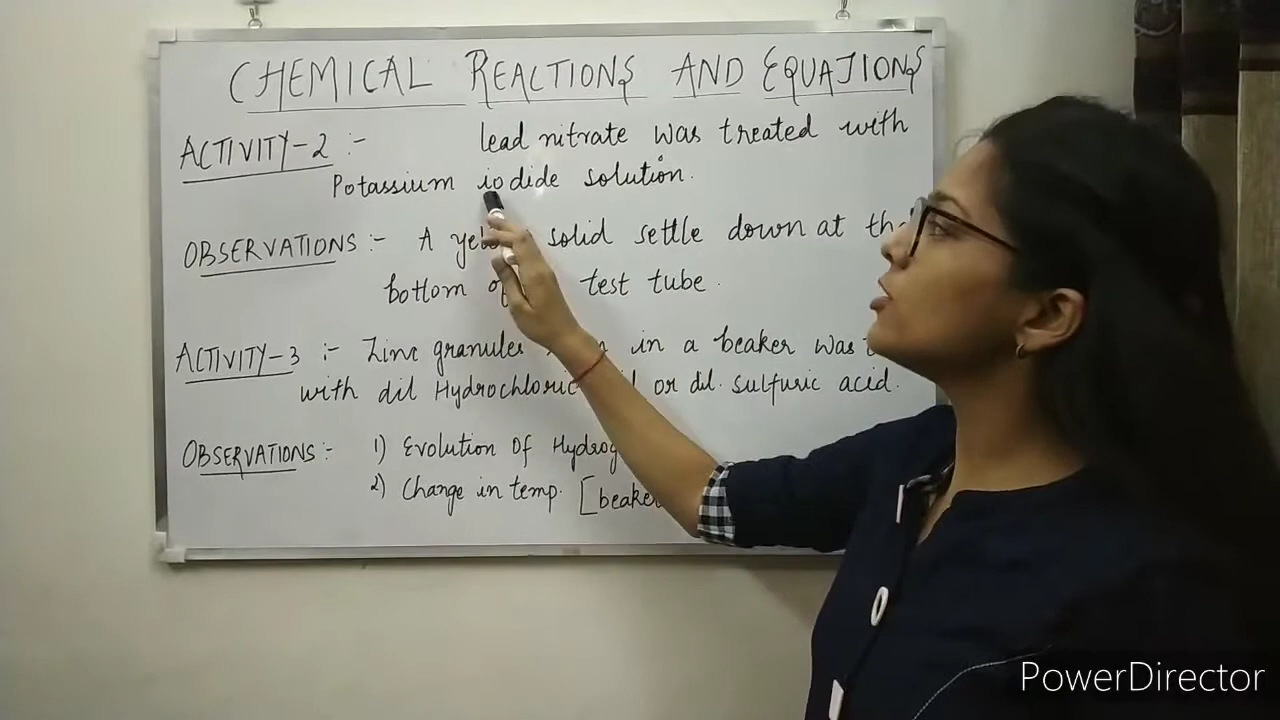 CHEMICAL REACTIONS AND EQUATIONS
ACTIVITY-2 :- lead nitrate was treated with
Potassium iodide solution.
OBSERVATIONS :- A solid settle down at
bottom test tube.
ACTIVITY-3 :- Zinc granules in a beaker was
with dil Hydrochloric or dil. sulfuric acid.
OBSERVATIONS :- 1) Evolution Of
2) Change in temp. [
PowerDirector